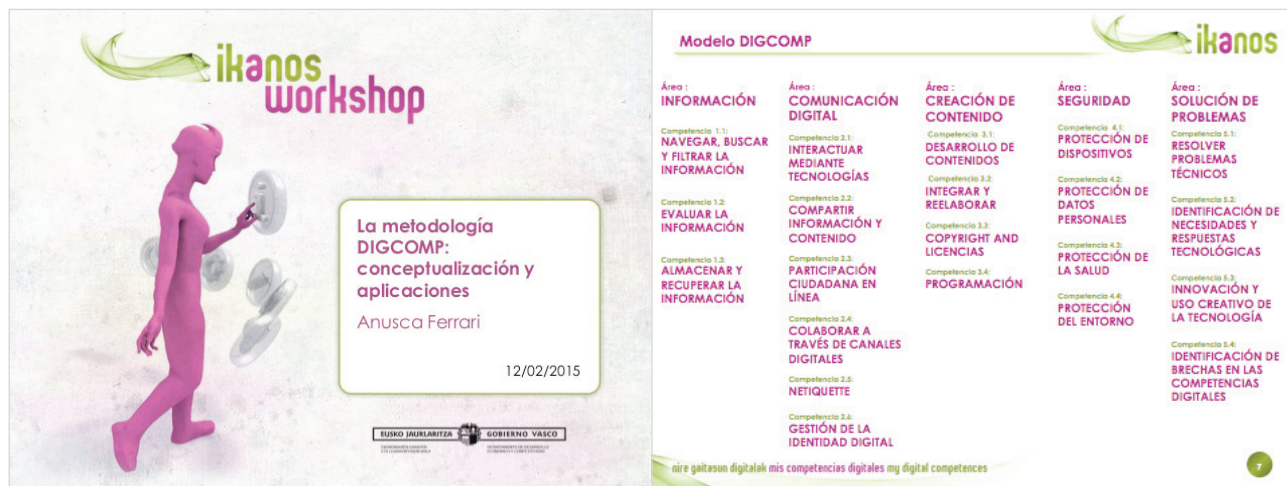 ikanos
workshop
La metodología
DIGCOMP:
conceptualización y
aplicaciones
Anusca Ferrari
12/02/2015
EUSKO JAURLARITZA
GOBIERNO VASCO
Modelo DIGCOMP
ikanos
Área :
INFORMACIÓN
Competencia 1.1:
NAVEGAR, BUSCAR
Y FILTRAR LA
INFORMACIÓN
Competencia 1.2:
EVALUAR LA
INFORMACIÓN
Competencia 1.3:
ALMACENAR Y
RECUPERAR LA
INFORMACIÓN
Área :
COMUNICACIÓN
DIGITAL
Competencia 2.1:
INTERACTUAR
MEDIANTE
TECNOLOGÍAS
Competencia 2.2:
COMPARTIR
INFORMACIÓN Y
CONTENIDO
Competencia 2.3:
PARTICIPACIÓN
CIUDADANA EN
LÍNEA
Competencia 2.4:
COLABORAR A
TRAVÉS DE CANALES
DIGITALES
Competencia 2.5:
NETIQUETTE
Competencia 2.6:
GESTIÓN DE LA
IDENTIDAD DIGITAL
Área :
CREACIÓN DE
CONTENIDO
Competencia 3.1:
DESARROLLO DE
CONTENIDOS
Competencia 3.2:
INTEGRAR Y
REELABORAR
Competencia 3.3:
COPYRIGHT AND
LICENCIAS
Competencia 3.4:
PROGRAMACIÓN
Área :
SEGURIDAD
Competencia 4.1:
PROTECCIÓN DE
DISPOSITIVOS
Competencia 4.2:
PROTECCIÓN DE
DATOS
PERSONALES
Competencia 4.3:
PROTECCIÓN DE
LA SALUD
Competencia 4.4:
PROTECCIÓN
DEL ENTORNO
Área :
SOLUCIÓN DE
PROBLEMAS
Competencia 5.1:
RESOLVER
PROBLEMAS
TÉCNICOS
Competencia 5.2:
IDENTIFICACIÓN DE
NECESIDADES Y
RESPUESTAS
TECNOLÓGICAS
Competencia 5.3:
INNOVACIÓN Y
USO CREATIVO DE
LA TECNOLOGÍA
Competencia 5.4:
IDENTIFICACIÓN DE
BRECHAS EN LAS
COMPETENCIAS
DIGITALES
nire gaitasun digitalak mis competencias digitales my digital competences
7